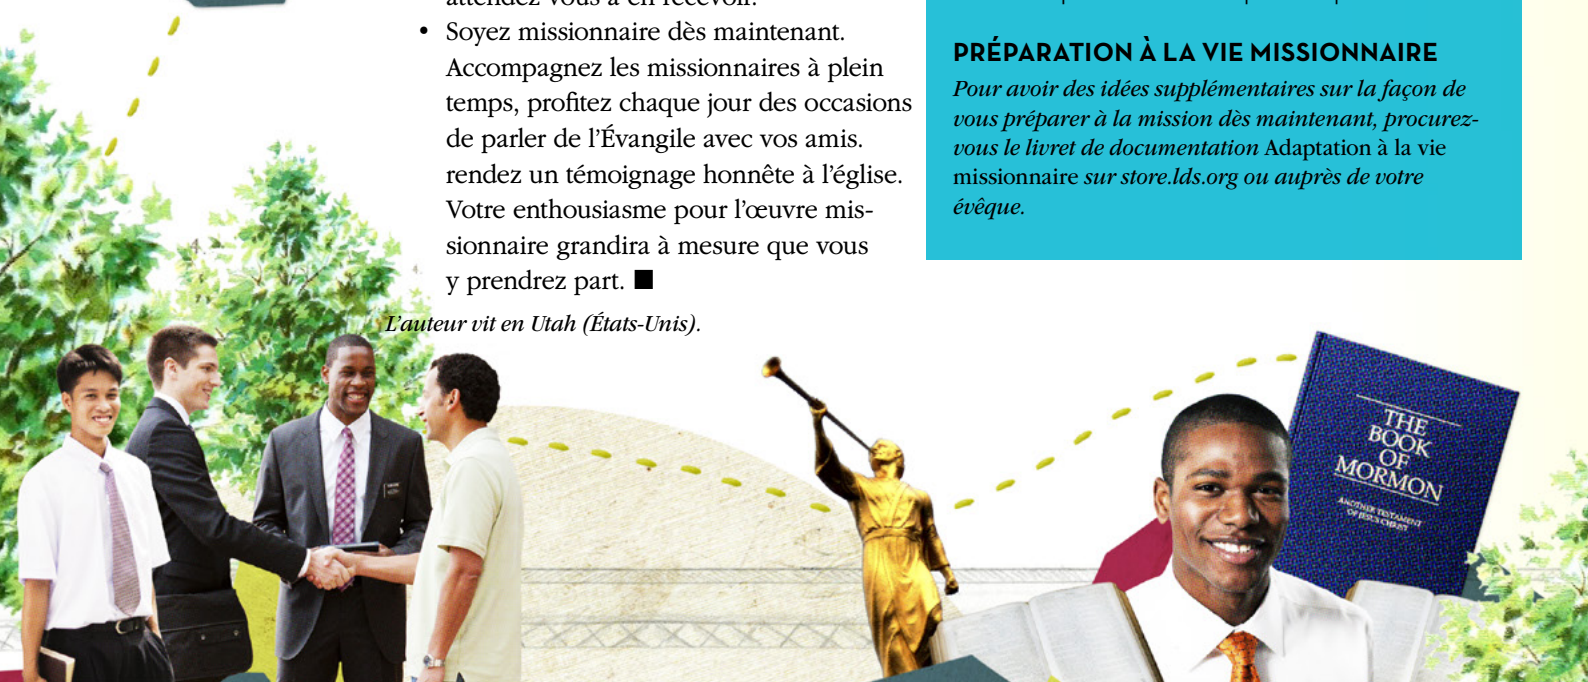 attendez-vous à en recevoir.
• Soyez missionnaire dès maintenant.
Accompagnez les missionnaires à plein
temps, profitez chaque jour des occasions
de parler de l’Évangile avec vos amis.
rendez un témoignage honnête à l’église.
Votre enthousiasme pour l’œuvre mis-
sionnaire grandira à mesure que vous
y prendrez part. ■
L’auteur vit en Utah (États-Unis).
PRÉPARATION À LA VIE MISSIONNAIRE
Pour avoir des idées supplémentaires sur la façon de
vous préparer à la mission dès maintenant, procurez-
vous le livret de documentation Adaptation à la vie
missionnaire sur store.lds.org ou auprès de votre
évêque.
THE
BOOK
OF
MORMON
ANOTHER TESTAMENT
OF JESUS CHRIST